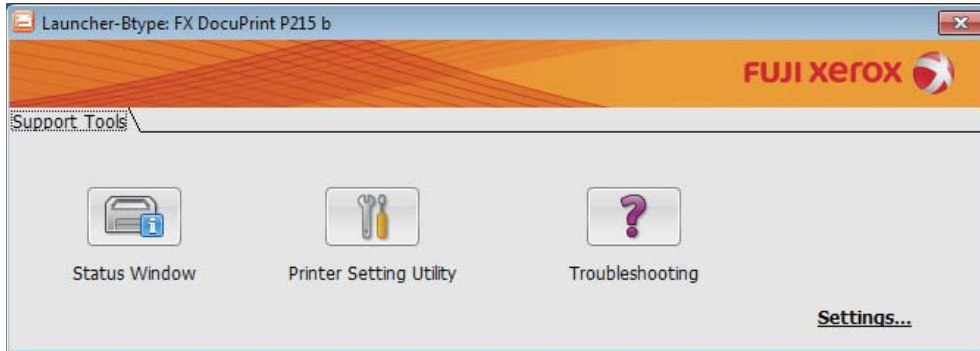 Launcher-Btype: FX DocuPrint P215 b
FUJI xerox
Support Tools
Status Window
Printer Setting Utility
Troubleshooting
Settings...